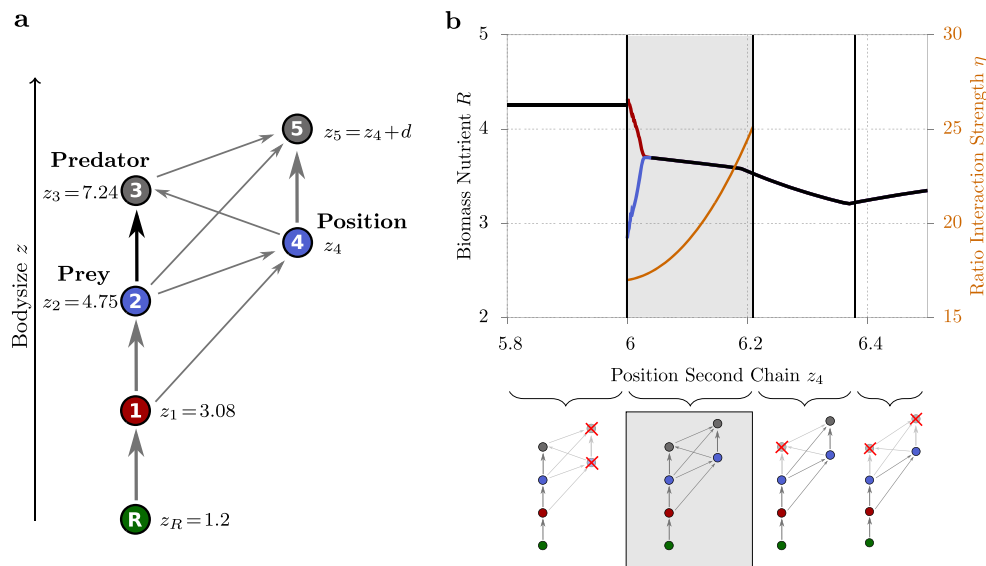 a
Bodysize z
5
z₅ = z₄ + d
Predator
3
z₃ = 7.24
Position
4
z₄
Prey
2
z₂ = 4.75
1
z₁ = 3.08
R
z_R = 1.2
b
Biomass Nutrient R
5
4
3
2
Ratio Interaction Strength η
30
25
20
15
5.8
6
6.2
6.4
Position Second Chain z₄